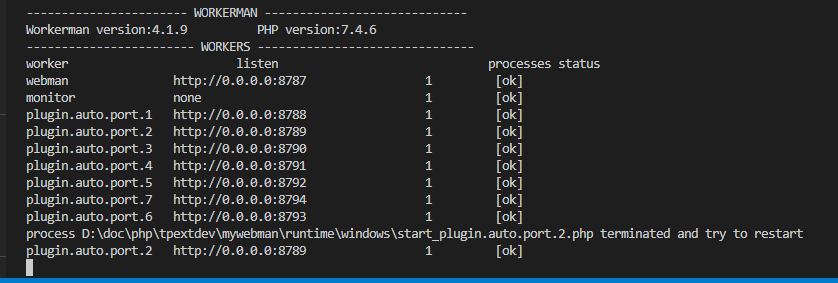 ----------------------- WORKERMAN -----------------------------
Workerman version:4.1.9          PHP version:7.4.6
------------------------ WORKERS -------------------------------
worker                        listen                              processes status
webman               http://0.0.0.0:8787                 1         [ok]
monitor              none                                1         [ok]
plugin.auto.port.1   http://0.0.0.0:8788                 1         [ok]
plugin.auto.port.2   http://0.0.0.0:8789                 1         [ok]
plugin.auto.port.3   http://0.0.0.0:8790                 1         [ok]
plugin.auto.port.4   http://0.0.0.0:8791                 1         [ok]
plugin.auto.port.5   http://0.0.0.0:8792                 1         [ok]
plugin.auto.port.7   http://0.0.0.0:8794                 1         [ok]
plugin.auto.port.6   http://0.0.0.0:8793                 1         [ok]
process D:\doc\php\tpextdev\mywebman\runtime\windows\start_plugin.auto.port.2.php terminated and try to restart
plugin.auto.port.2   http://0.0.0.0:8789                 1         [ok]